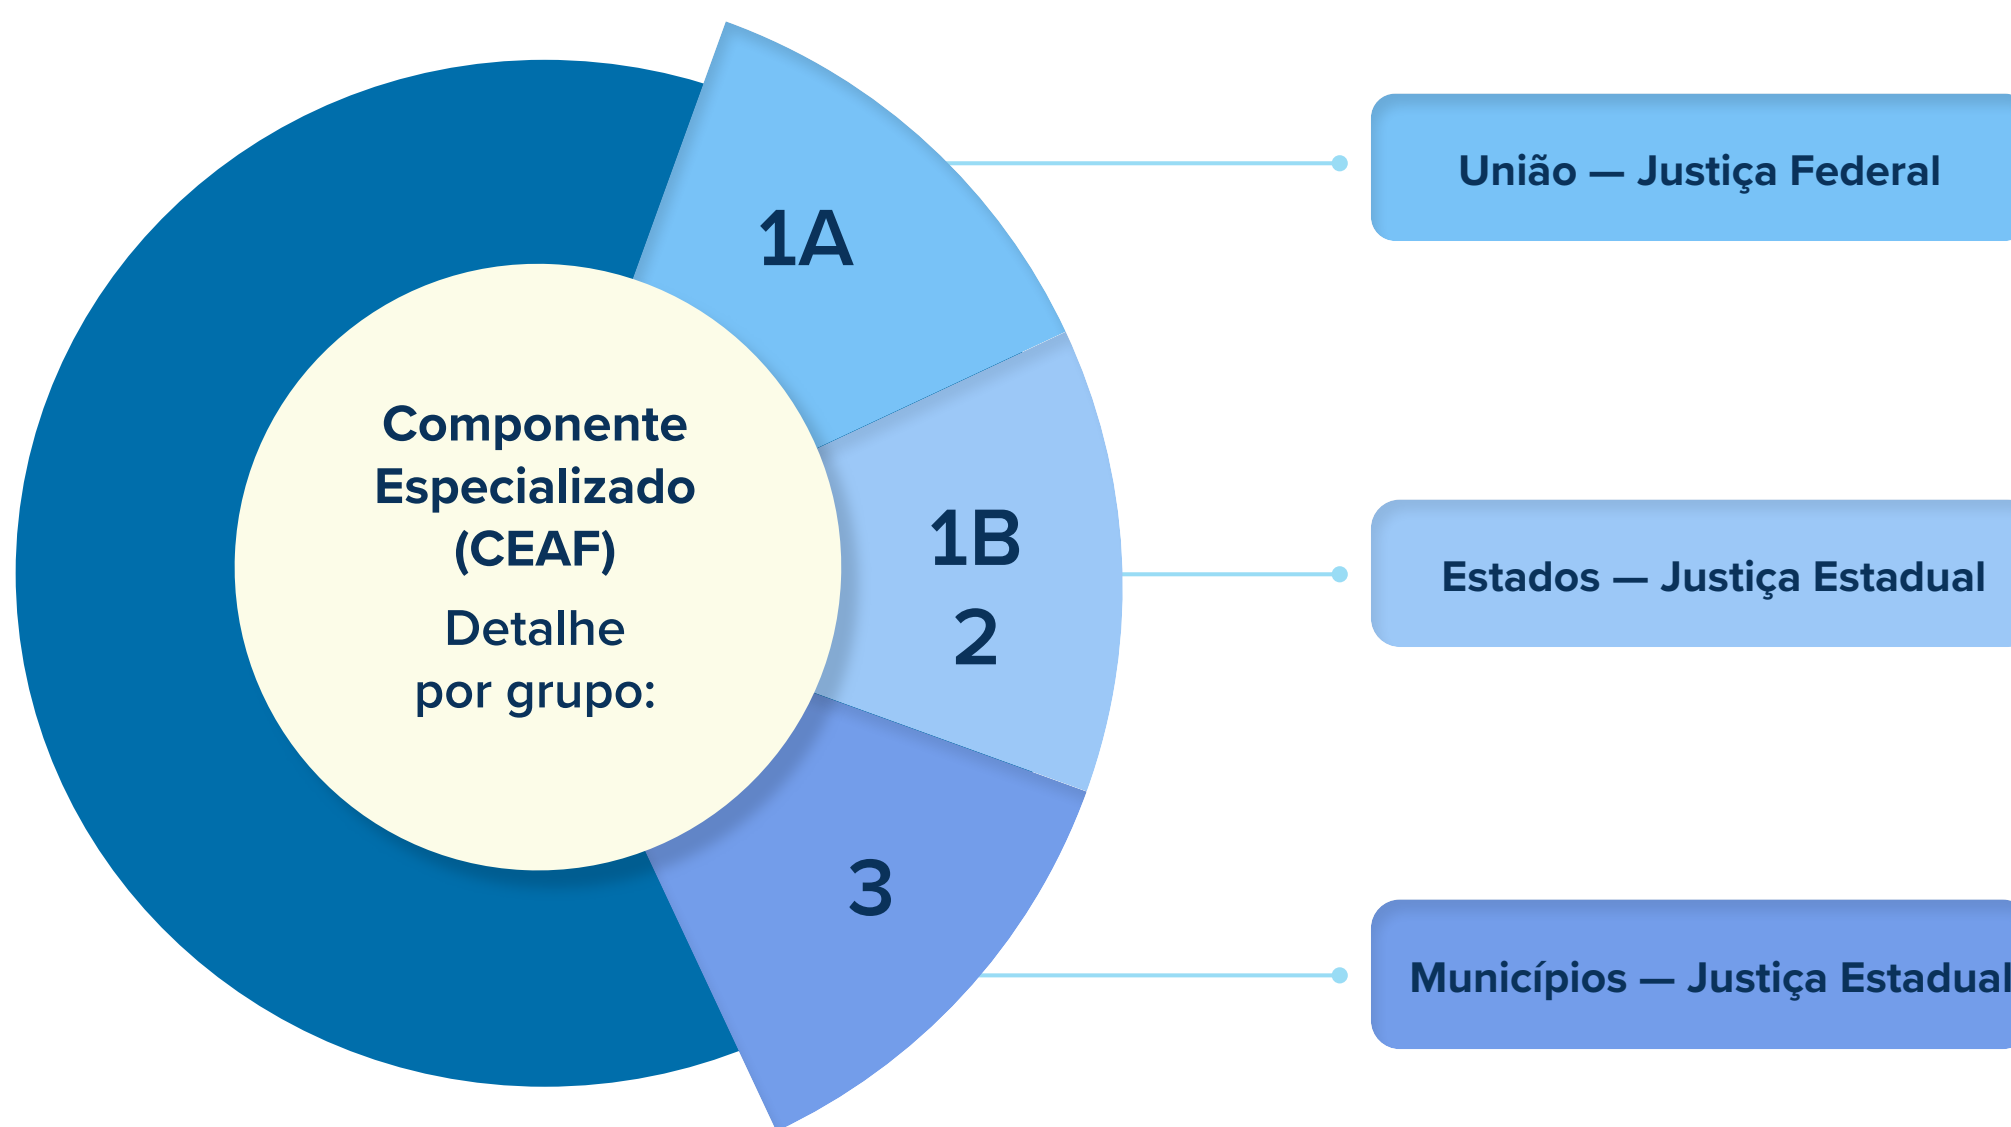 Componente
Especializado
(CEAF)
Detalhe
por grupo:
1A
União — Justiça Federal
1B
2
Estados — Justiça Estadual
3
Municípios — Justiça Estadual